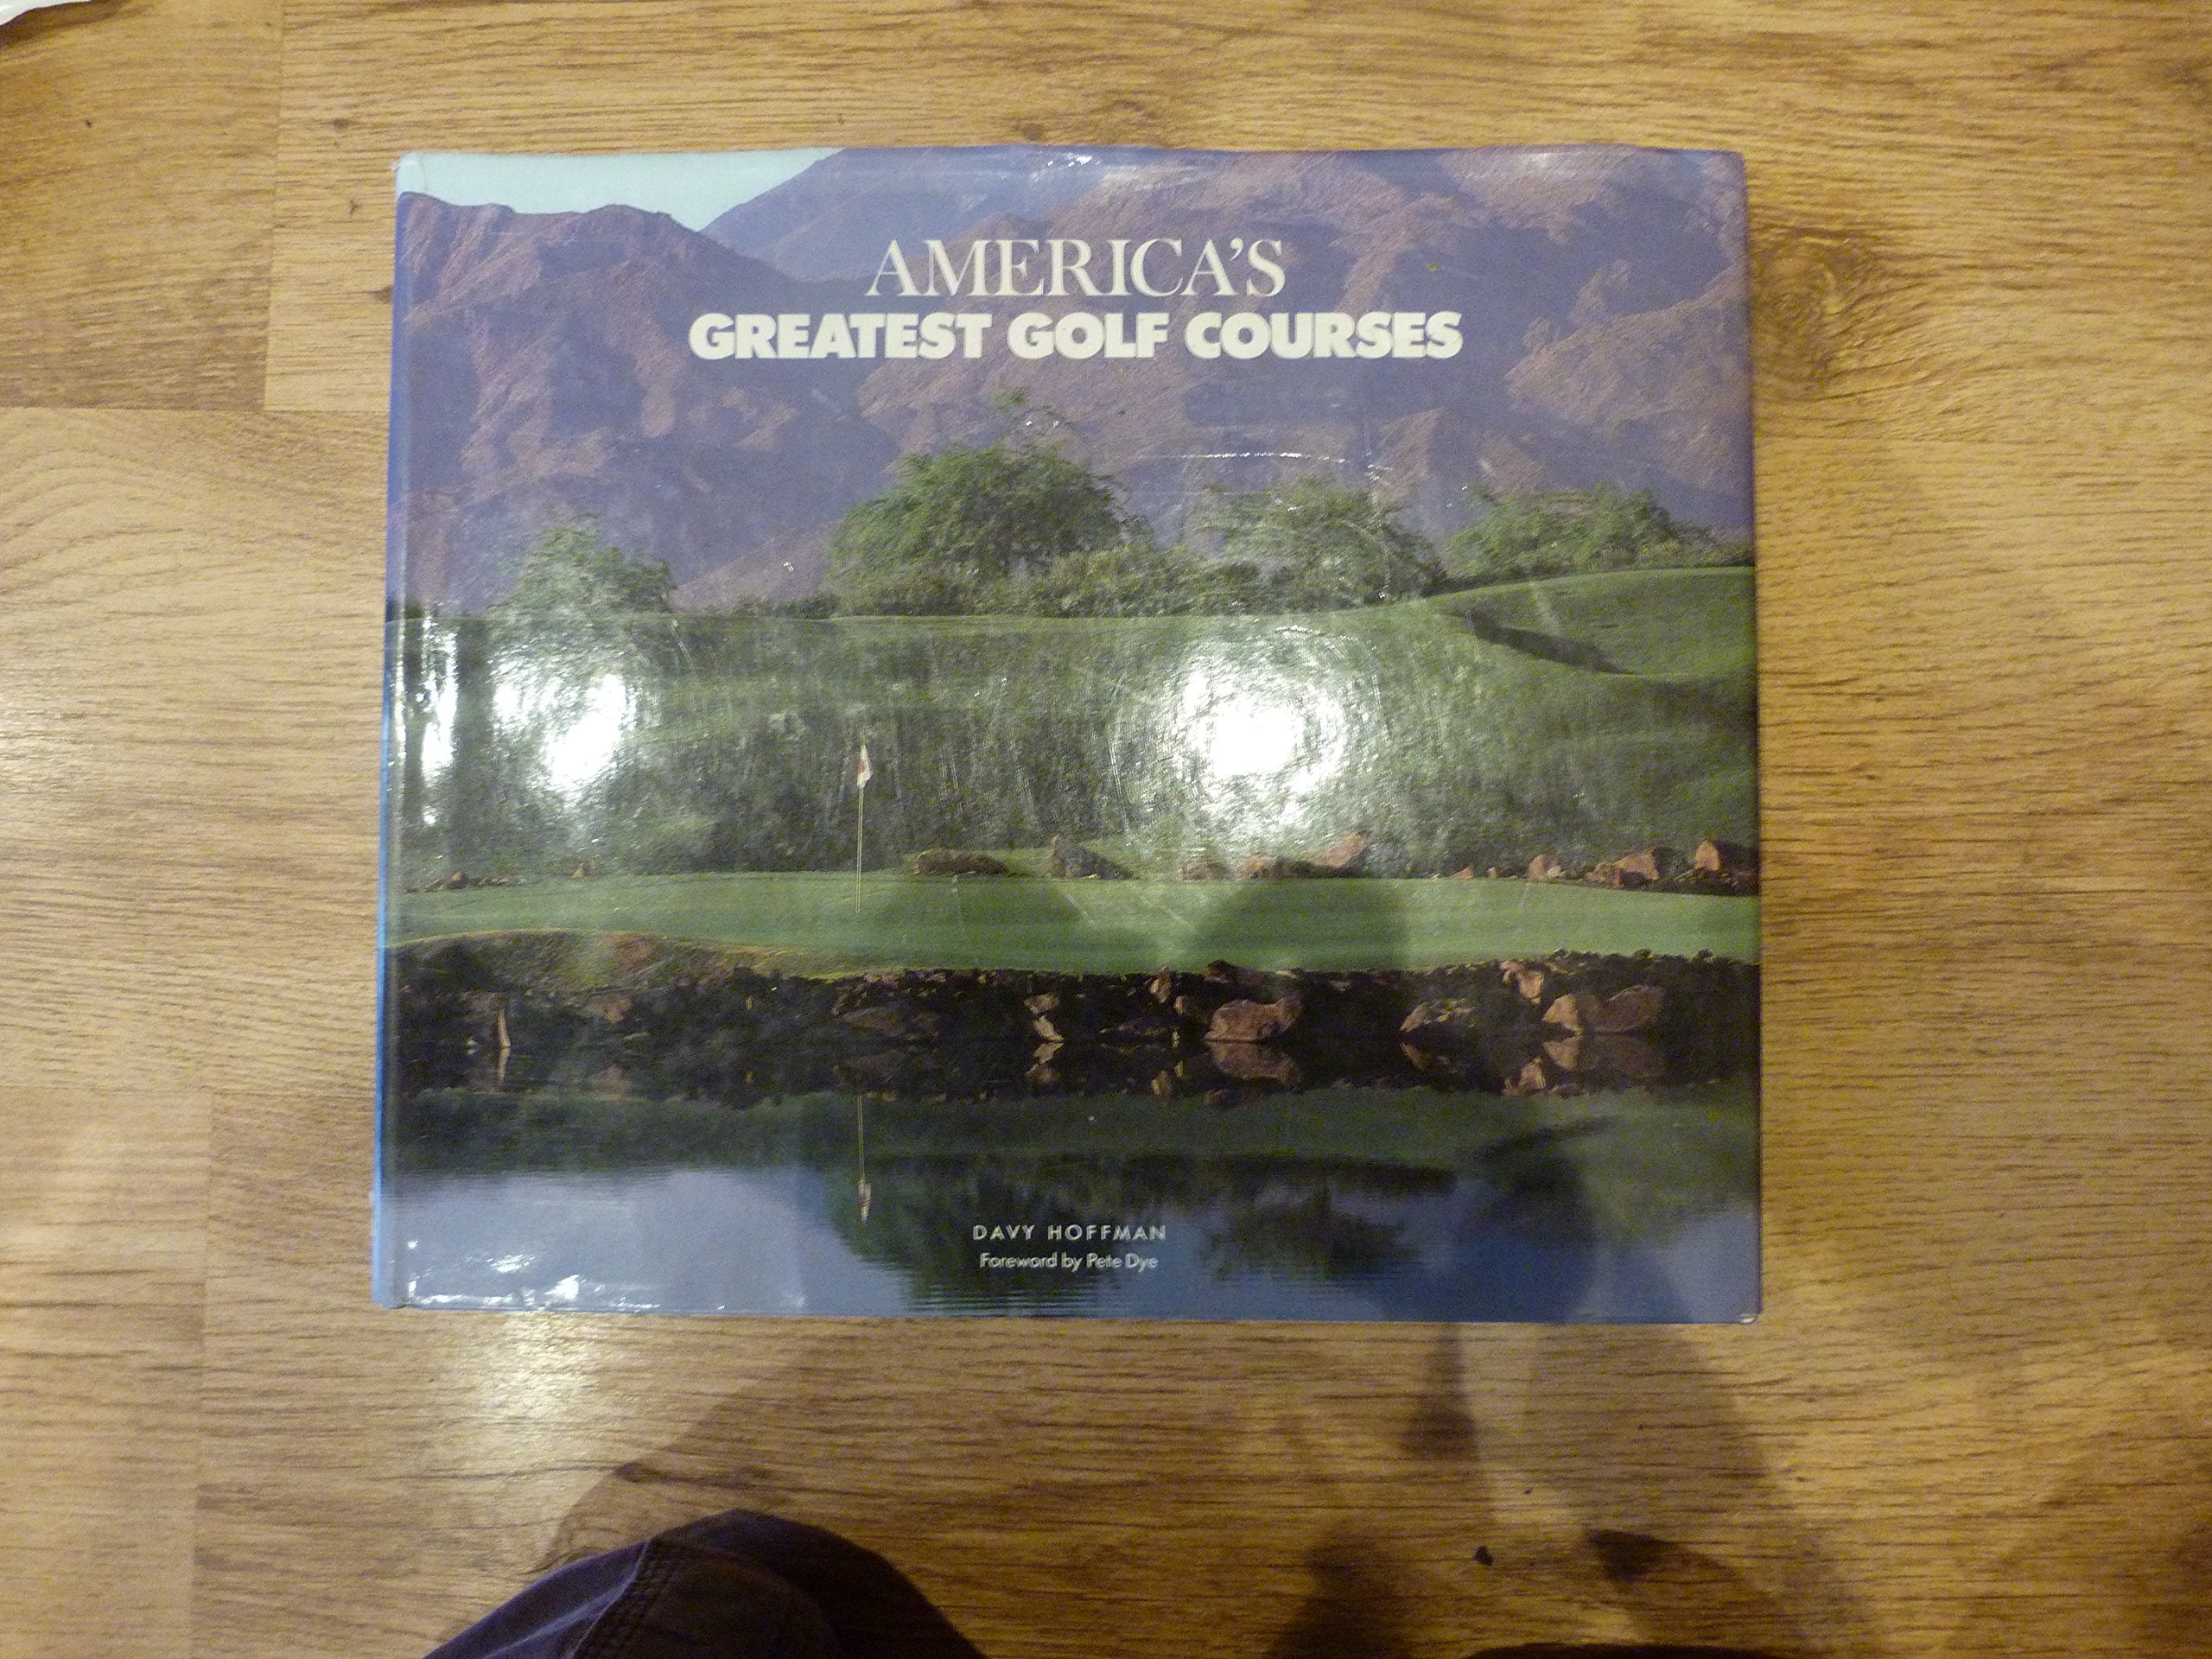 AMERICA'S
GREATEST GOLF COURSES
DAVY HOFFMAN
Foreword by Pete Dye